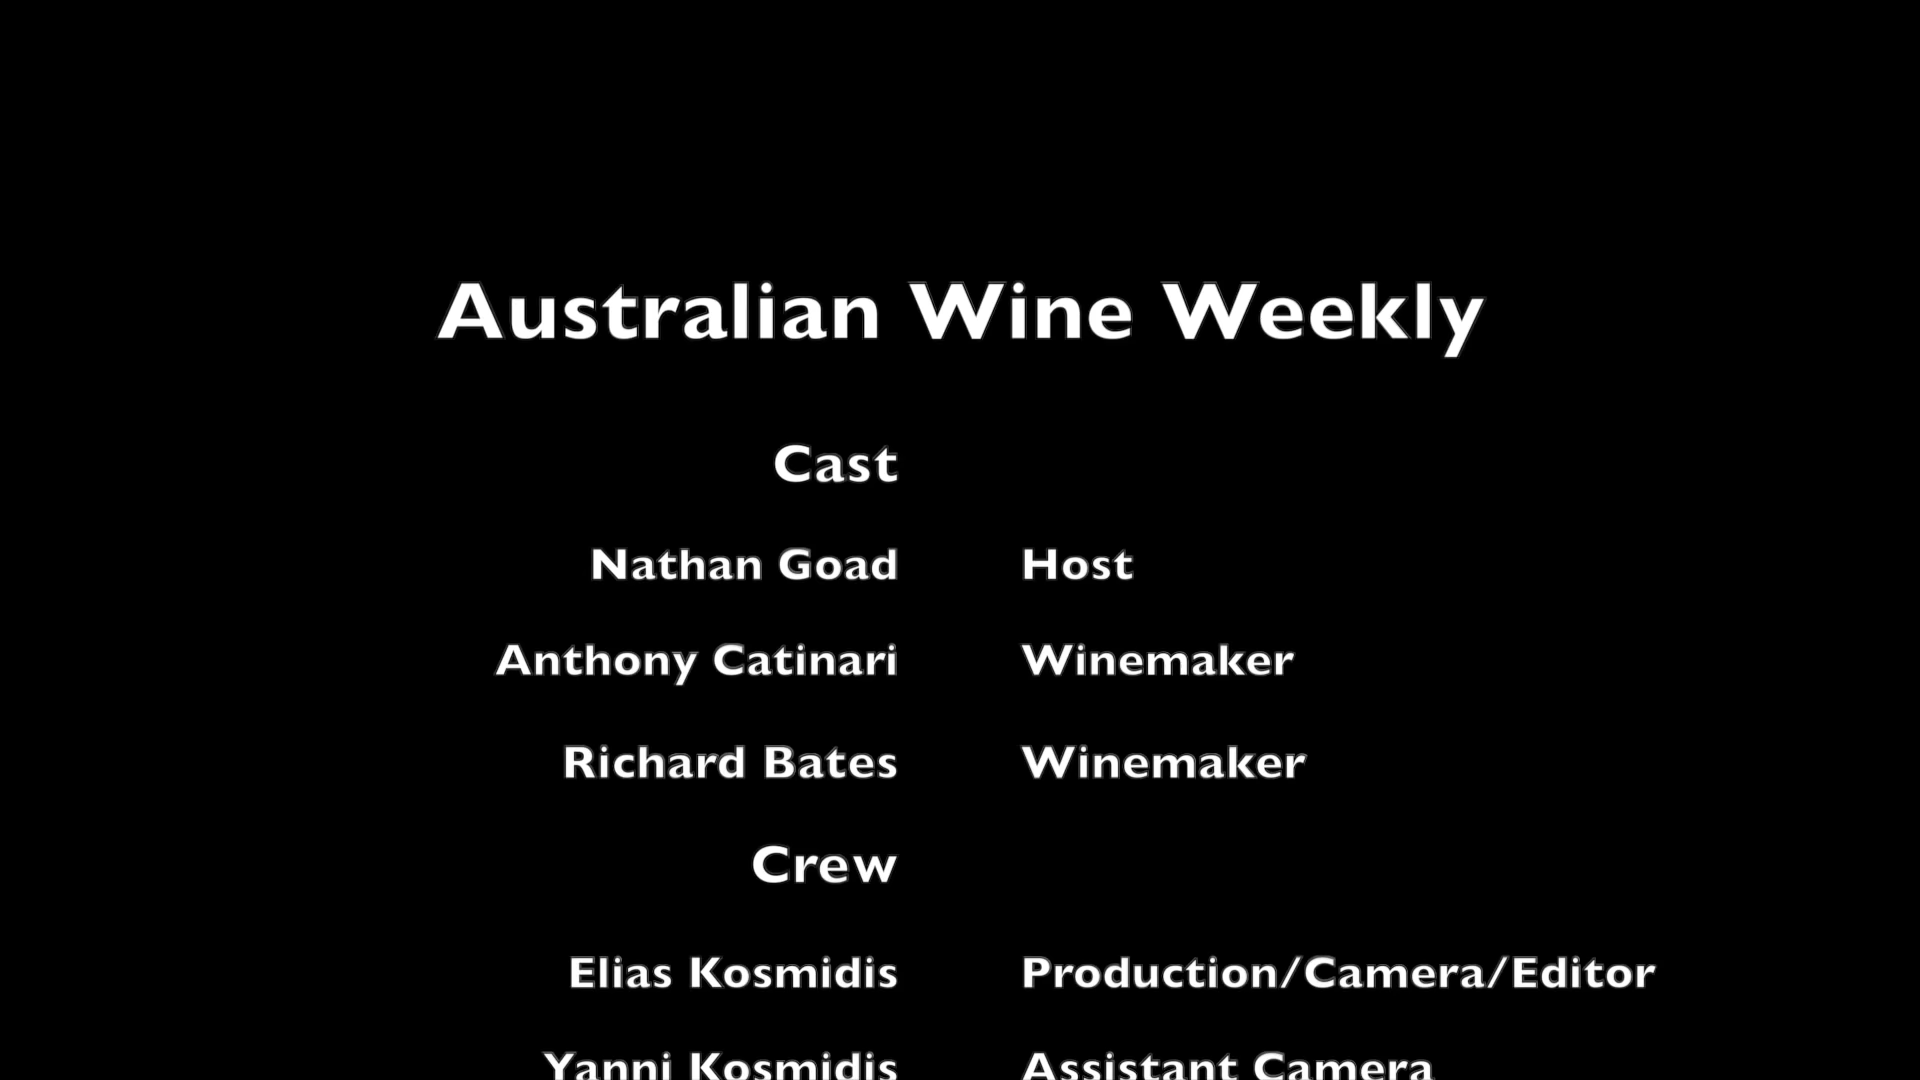 Australian Wine Weekly
Cast
Nathan Goad Host
Anthony Catinari Winemaker
Richard Bates Winemaker
Crew
Elias Kosmidis Production/Camera/Editor
Yanni Kosmidis Assistant Camera